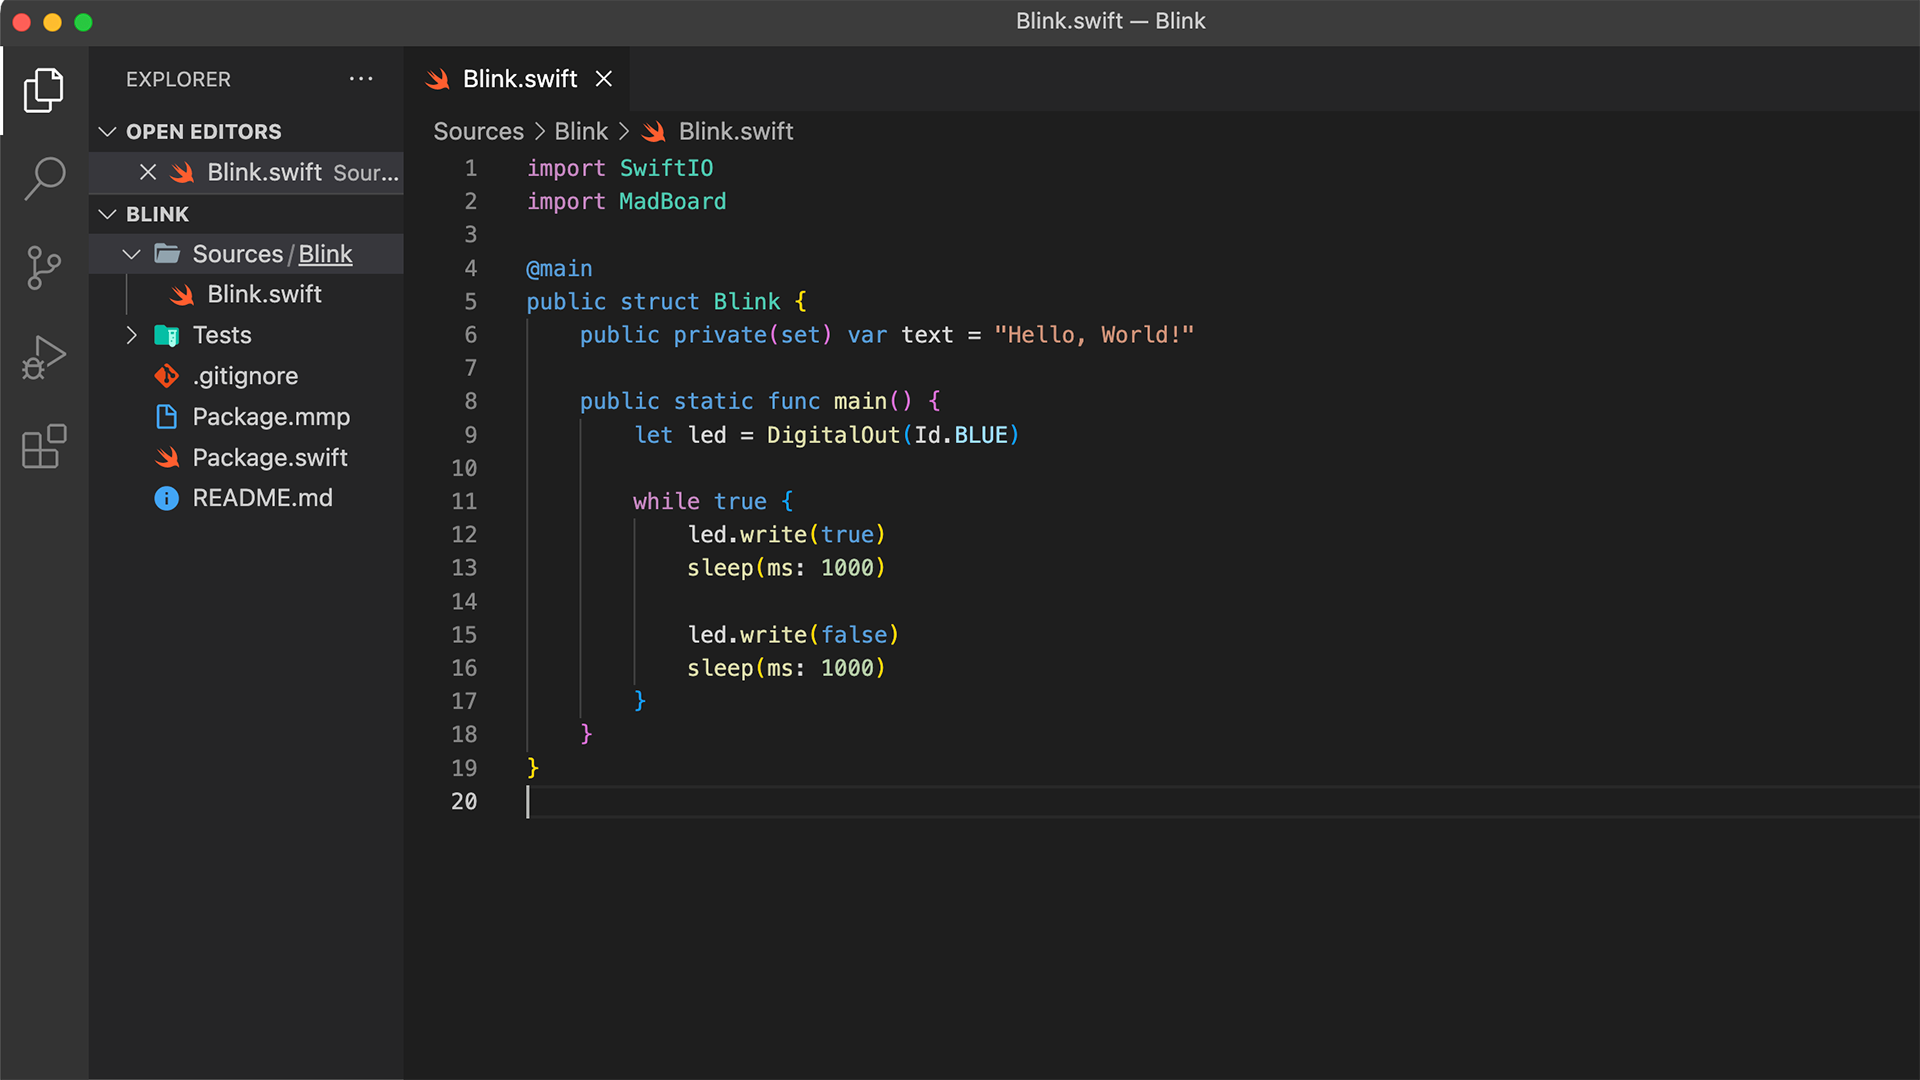 Blink.swift — Blink
EXPLORER ...
OPEN EDITORS
Blink.swift Sour...
BLINK
Sources/Blink
Blink.swift
Tests
.gitignore
Package.mmp
Package.swift
README.md
Blink.swift
Sources > Blink > Blink.swift
1 import SwiftIO
2 import MadBoard
3
4 @main
5 public struct Blink {
6     public private(set) var text = "Hello, World!"
7
8     public static func main() {
9         let led = DigitalOut(Id.BLUE)
10
11         while true {
12             led.write(true)
13             sleep(ms: 1000)
14
15             led.write(false)
16             sleep(ms: 1000)
17         }
18     }
19 }
20